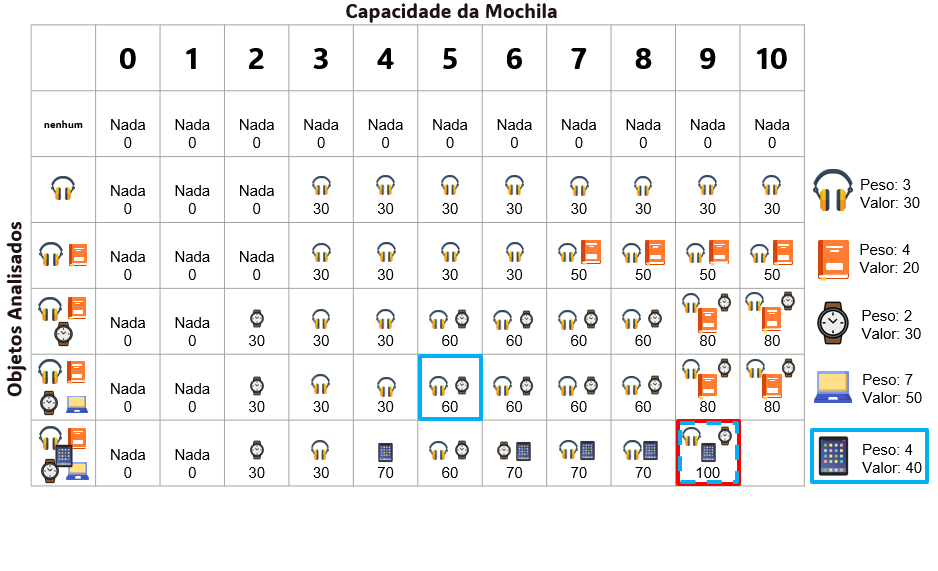 Capacidade da Mochila
0 1 2 3 4 5 6 7 8 9 10
Objetos Analisados
nenhum
Nada Nada Nada Nada Nada Nada Nada Nada Nada Nada Nada
0 0 0 0 0 0 0 0 0 0 0
Nada Nada Nada
0 0 0 30 30 30 30 30 30 30 30
Peso: 3
Valor: 30
Nada Nada Nada
0 0 0 30 30 30 30 50 50 50 50
Peso: 4
Valor: 20
Nada Nada
0 0 30 30 30 60 60 60 60 80 80
Peso: 2
Valor: 30
Nada Nada
0 0 30 30 30 60 60 60 60 80 80
Peso: 7
Valor: 50
Nada Nada
0 0 30 30 70 60 70 70 70 100
Peso: 4
Valor: 40